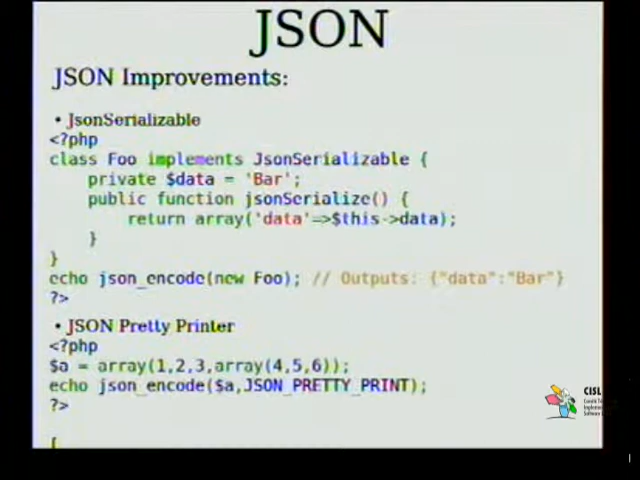 JSON
JSON Improvements:
• JsonSerializable
<?php
class Foo implements JsonSerializable {
private $data = 'Bar';
public function jsonSerialize() {
return array('data'=>$this->data);
}
}
echo json_encode(new Foo); // Outputs: {"data":"Bar"}
?>
• JSON Pretty Printer
<?php
$a = array(1,2,3,array(4,5,6));
echo json_encode($a,JSON_PRETTY_PRINT);
?>
[
CISL